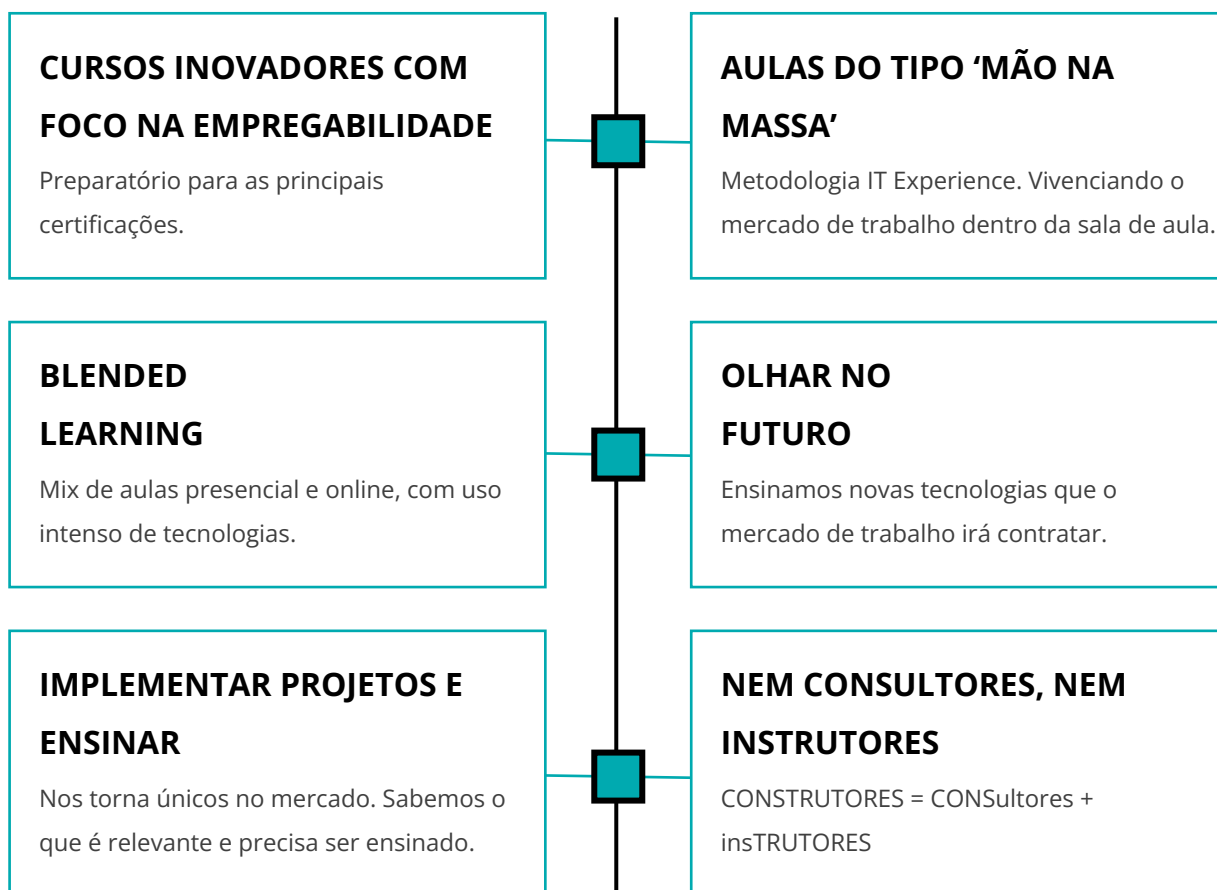 CURSOS INOVADORES COM
FOCO NA EMPREGABILIDADE
Preparatório para as principais
certificações.
AULAS DO TIPO ‘MÃO NA
MASSA’
Metodologia IT Experience. Vivenciando o
mercado de trabalho dentro da sala de aula.
BLENDED
LEARNING
Mix de aulas presencial e online, com uso
intenso de tecnologias.
OLHAR NO
FUTURO
Ensinamos novas tecnologias que o
mercado de trabalho irá contratar.
IMPLEMENTAR PROJETOS E
ENSINAR
Nos torna únicos no mercado. Sabemos o
que é relevante e precisa ser ensinado.
NEM CONSULTORES, NEM
INSTRUTORES
CONSTRUTORES = CONSultores +
insTRUTORES